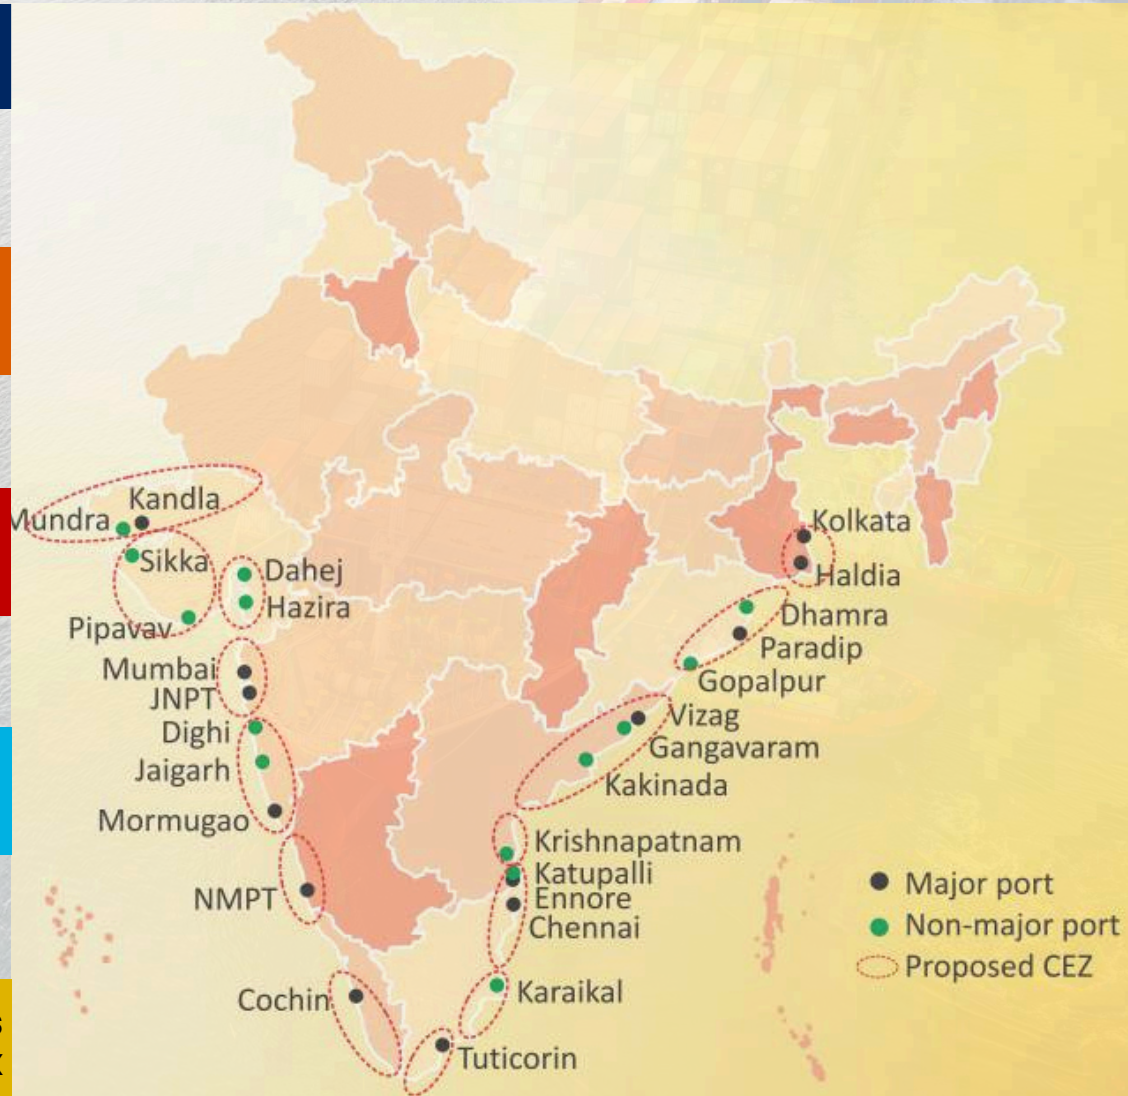 Kandla
Mundra
Sikka
Dahej
Hazira
Pipavav
Mumbai
JNPT
Dighi
Jaigarh
Mormugao
NMPT
Cochin
Kolkata
Haldia
Dhamra
Paradip
Gopalpur
Vizag
Gangavaram
Kakinada
Krishnapatnam
Katupalli
Ennore
Chennai
Karaikal
Tuticorin
Major port
Non-major port
Proposed CEZ